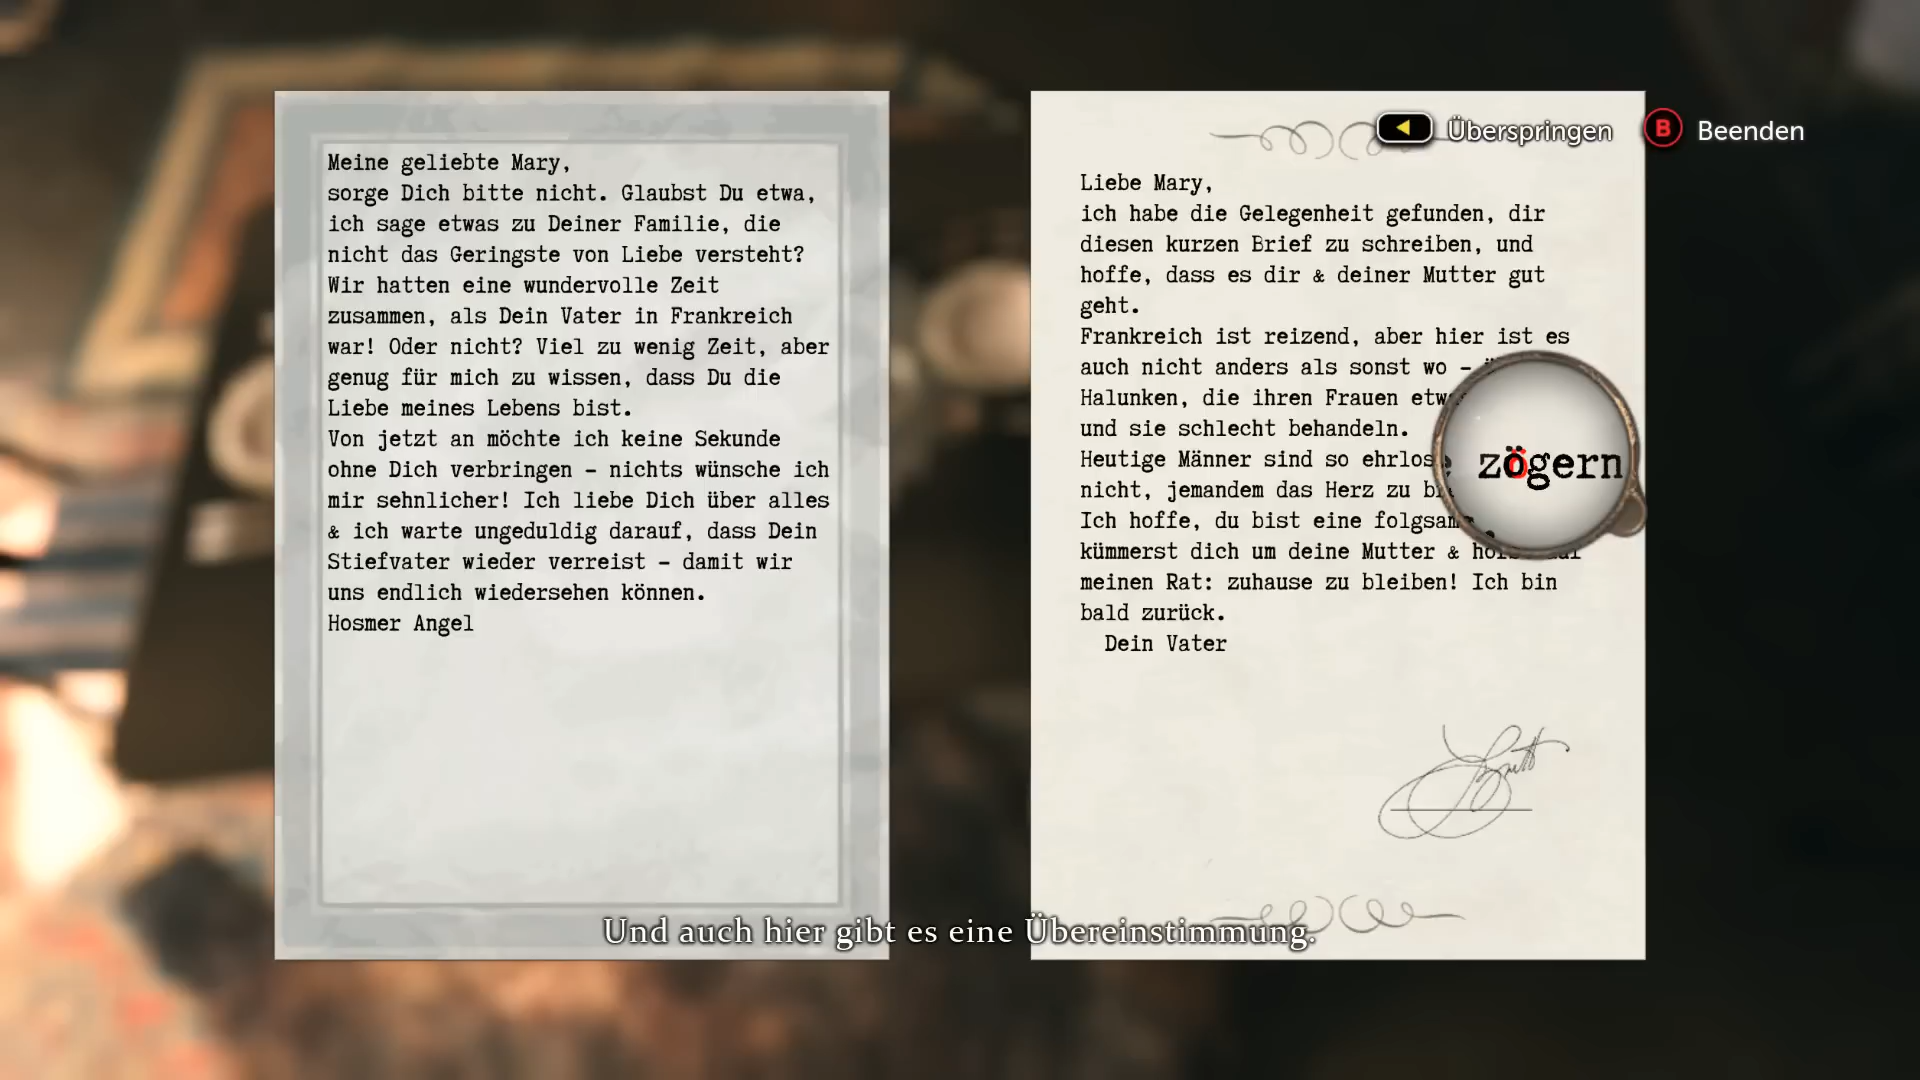 Meine geliebte Mary,
sorge Dich bitte nicht. Glaubst Du etwa,
ich sage etwas zu Deiner Familie, die
nicht das Geringste von Liebe versteht?
Wir hatten eine wundervolle Zeit
zusammen, als Dein Vater in Frankreich
war! Oder nicht? Viel zu wenig Zeit, aber
genug für mich zu wissen, dass Du die
Liebe meines Lebens bist.
Von jetzt an möchte ich keine Sekunde
ohne Dich verbringen – nichts wünsche ich
mir sehnlicher! Ich liebe Dich über alles
& ich warte ungeduldig darauf, dass Dein
Stiefvater wieder verreist – damit wir
uns endlich wiedersehen können.
Hosmer Angel
Überspringen
B Beenden
Liebe Mary,
ich habe die Gelegenheit gefunden, dir
diesen kurzen Brief zu schreiben, und
hoffe, dass es dir & deiner Mutter gut
geht.
Frankreich ist reizend, aber hier ist es
auch nicht anders als sonst wo –
Halunken, die ihren Frauen
und sie schlecht behandeln.
Heutige Männer sind so zögern
nicht, jemandem das Herz zu
Ich hoffe, du bist eine
kümmerst dich um deine Mutter &
meinen Rat: zuhause zu bleiben! Ich bin
bald zurück.
Dein Vater
Und auch hier gibt es eine Übereinstimmung.